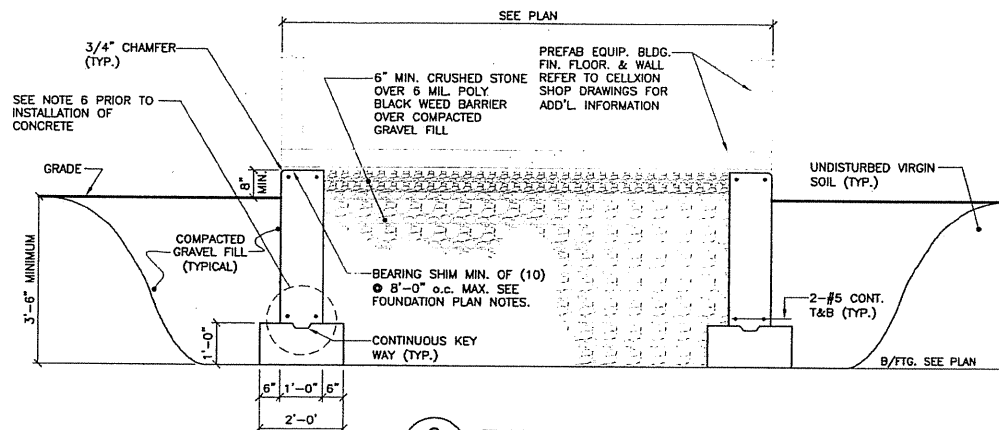 SEE PLAN
3/4" CHAMFER
(TYP.)
PREFAB EQUIP. BLDG.
FIN. FLOOR. & WALL
REFER TO CELLXION
SHOP DRAWINGS FOR
ADD'L. INFORMATION
6" MIN. CRUSHED STONE
OVER 6 MIL. POLY.
BLACK WEED BARRIER
OVER COMPACTED
GRAVEL FILL
SEE NOTE 6 PRIOR TO
INSTALLATION OF
CONCRETE
GRADE
8"
MIN.
UNDISTURBED VIRGIN
SOIL (TYP.)
3'-6" MINIMUM
COMPACTED
GRAVEL FILL
(TYPICAL)
BEARING SHIM MIN. OF (10)
@ 8'-0" o.c. MAX. SEE
FOUNDATION PLAN NOTES.
2-#5 CONT.
T&B (TYP.)
1'-0"
CONTINUOUS KEY
WAY (TYP.)
B/FTG. SEE PLAN
6" 1'-0" 6"
2'-0'